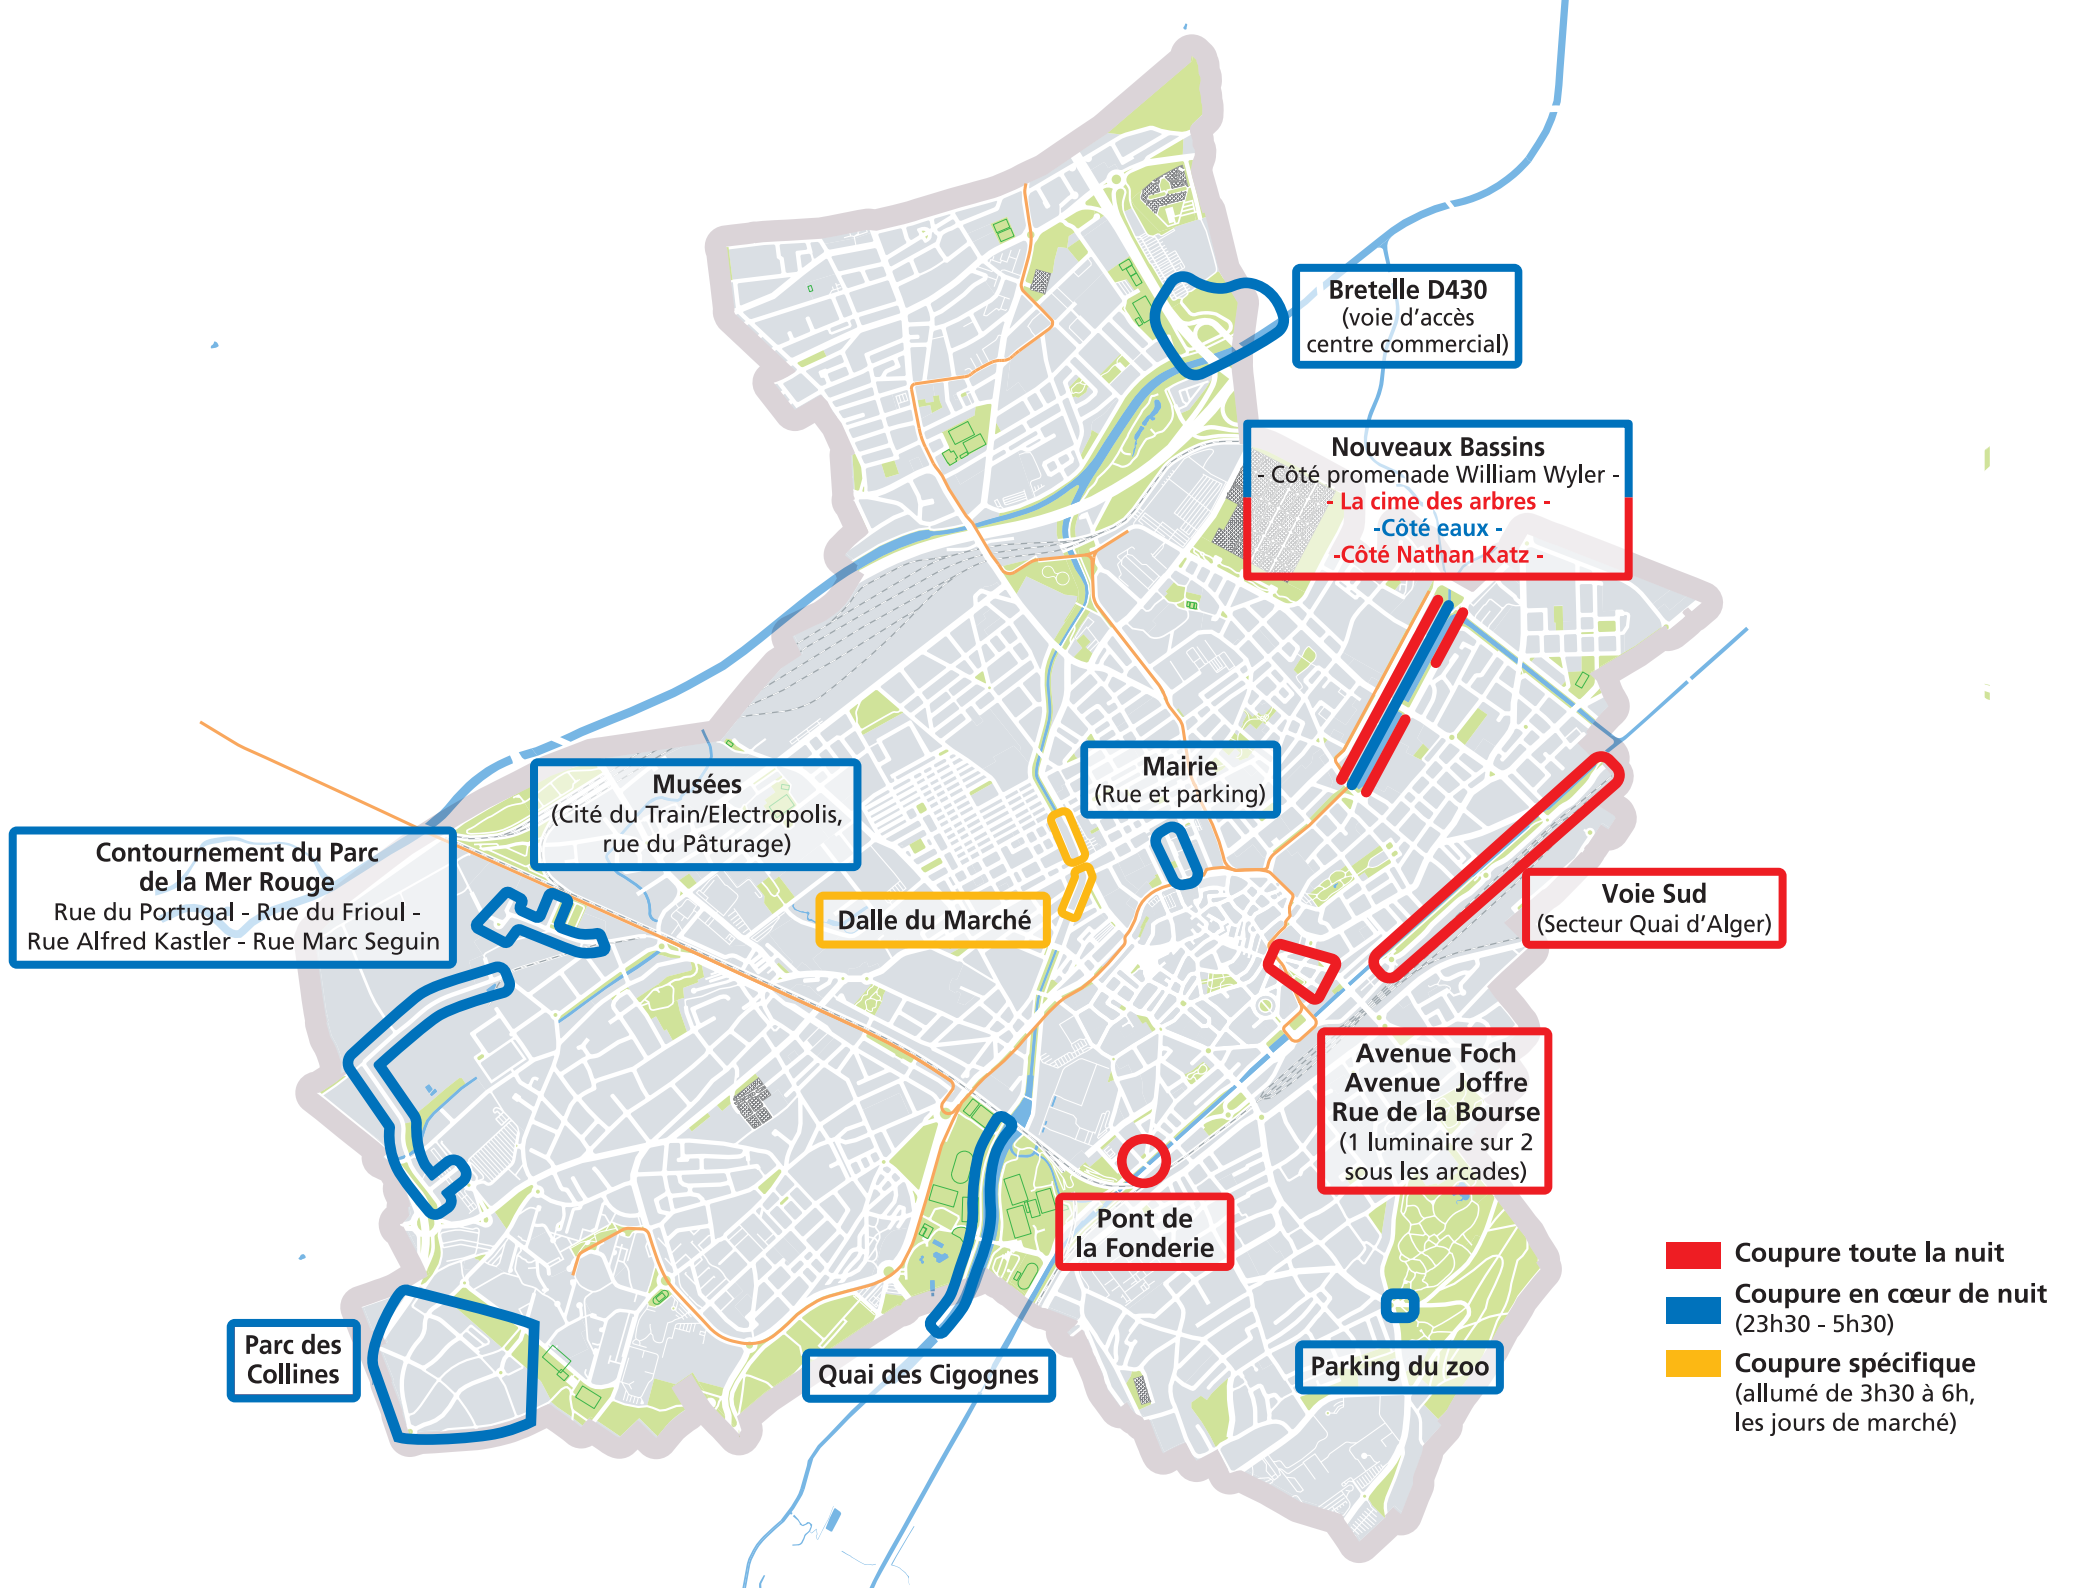 Bretelle D430
(voie d'accès
centre commercial)
Nouveaux Bassins
- Côté promenade William Wyler -
- La cime des arbres -
-Côté eaux -
-Côté Nathan Katz -
Musées
(Cité du Train/Electropolis,
rue du Pâturage)
Mairie
(Rue et parking)
Contournement du Parc
de la Mer Rouge
Rue du Portugal - Rue du Frioul -
Rue Alfred Kastler - Rue Marc Seguin
Dalle du Marché
Voie Sud
(Secteur Quai d'Alger)
Avenue Foch
Avenue Joffre
Rue de la Bourse
(1 luminaire sur 2
sous les arcades)
Pont de
la Fonderie
Parc des
Collines
Quai des Cigognes
Parking du zoo
Coupure toute la nuit
Coupure en cœur de nuit
(23h30 - 5h30)
Coupure spécifique
(allumé de 3h30 à 6h,
les jours de marché)